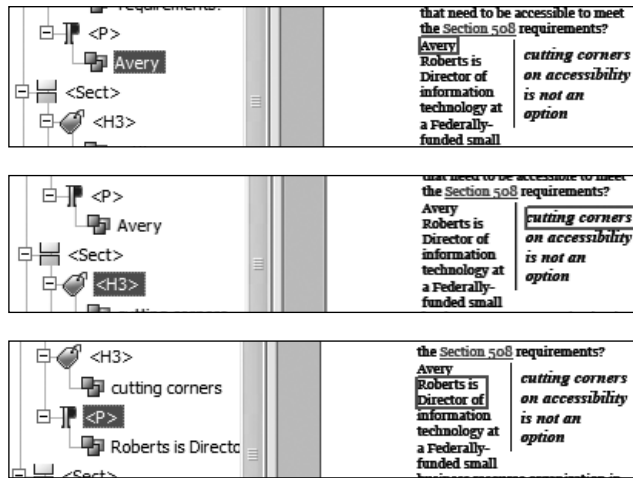 requirements?
<P>
Avery
<Sect>
<H3>
that need to be accessible to meet
the Section 508 requirements?
Avery
Roberts is
Director of
information
technology at
a Federally-
funded small
cutting corners
on accessibility
is not an
option
<P>
Avery
<Sect>
<H3>
cutting corners
that need to be accessible to meet
the Section 508 requirements?
Avery
Roberts is
Director of
information
technology at
a Federally-
funded small
cutting corners
on accessibility
is not an
option
<H3>
cutting corners
<P>
Roberts is Directo
<Sect>
the Section 508 requirements?
Avery
Roberts is
Director of
information
technology at
a Federally-
funded small
cutting corners
on accessibility
is not an
option